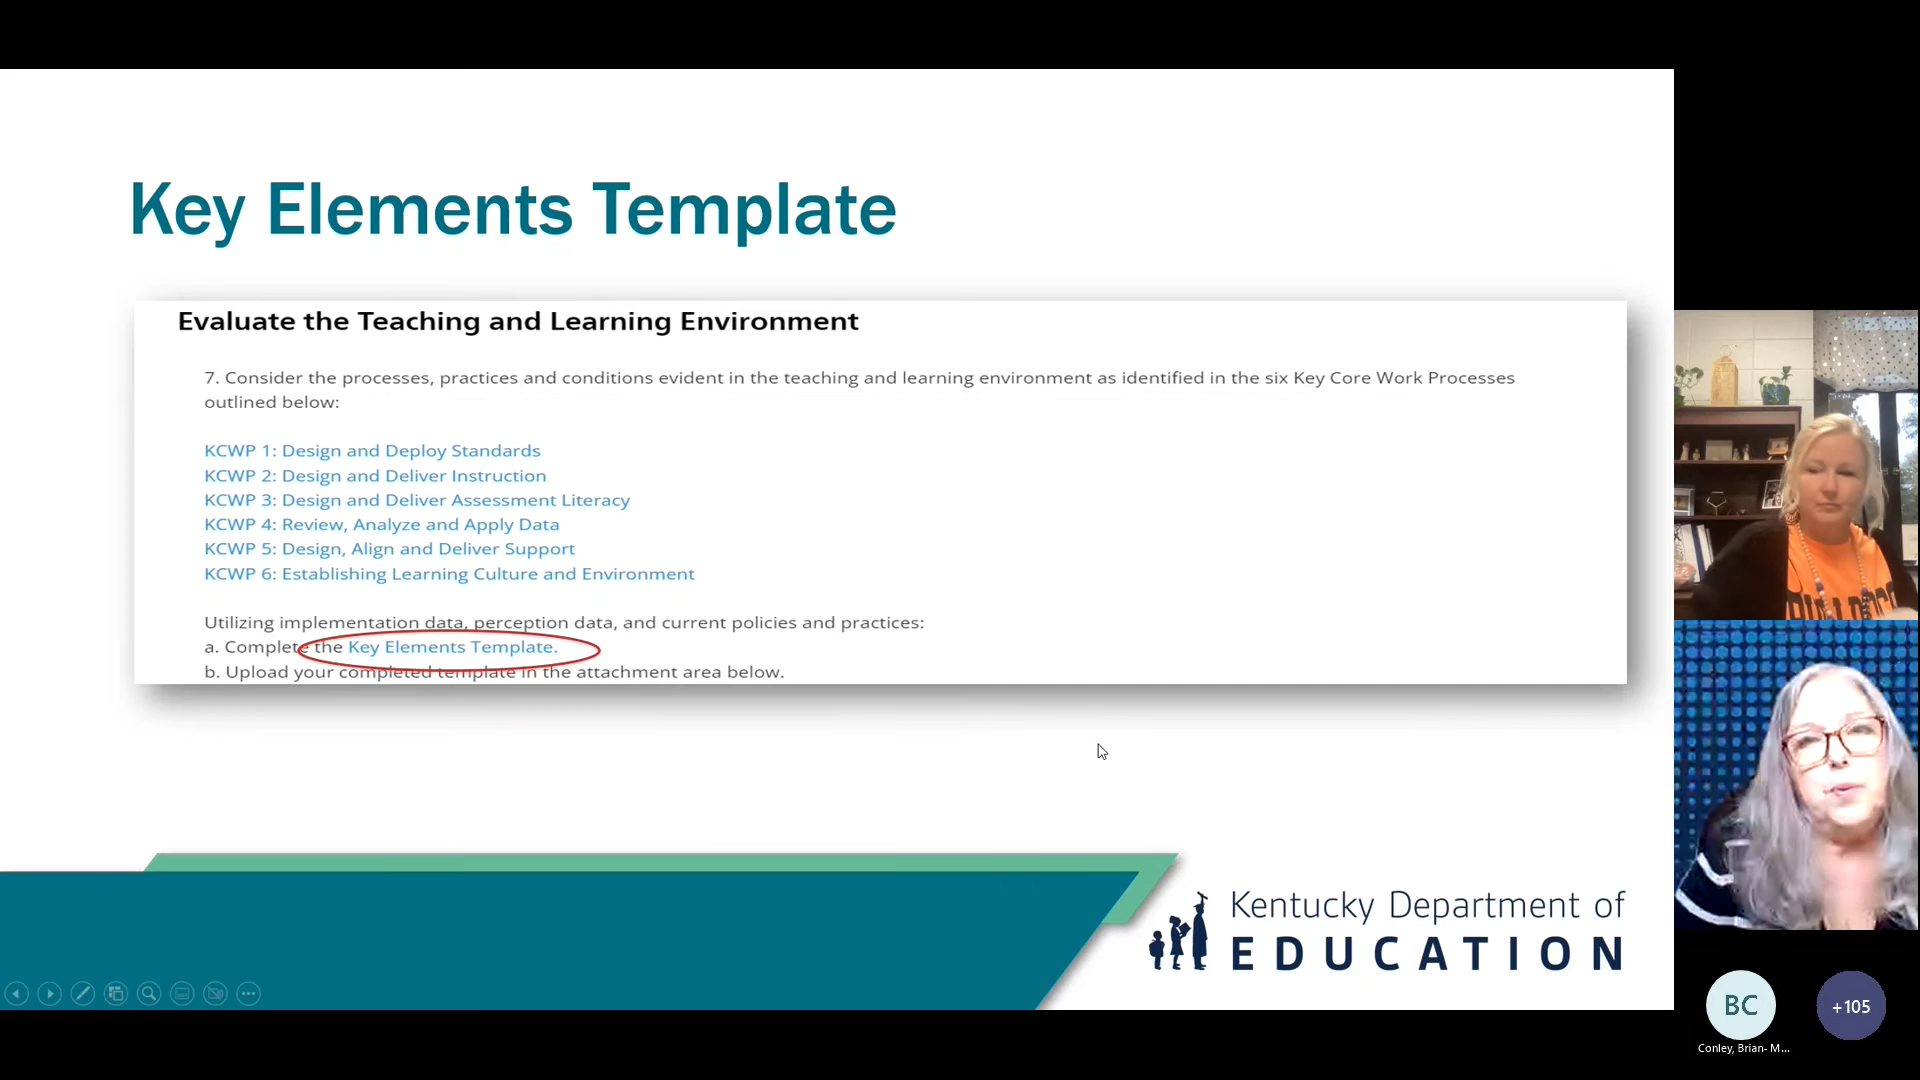 Key Elements Template
Evaluate the Teaching and Learning Environment
7. Consider the processes, practices and conditions evident in the teaching and learning environment as identified in the six Key Core Work Processes
outlined below:
KCWP 1: Design and Deploy Standards
KCWP 2: Design and Deliver Instruction
KCWP 3: Design and Deliver Assessment Literacy
KCWP 4: Review, Analyze and Apply Data
KCWP 5: Design, Align and Deliver Support
KCWP 6: Establishing Learning Culture and Environment
Utilizing implementation data, perception data, and current policies and practices:
a. Complete the Key Elements Template.
b. Upload your completed template in the attachment area below.
Kentucky Department of
EDUCATION
BC
+105
Conley, Brian- M...